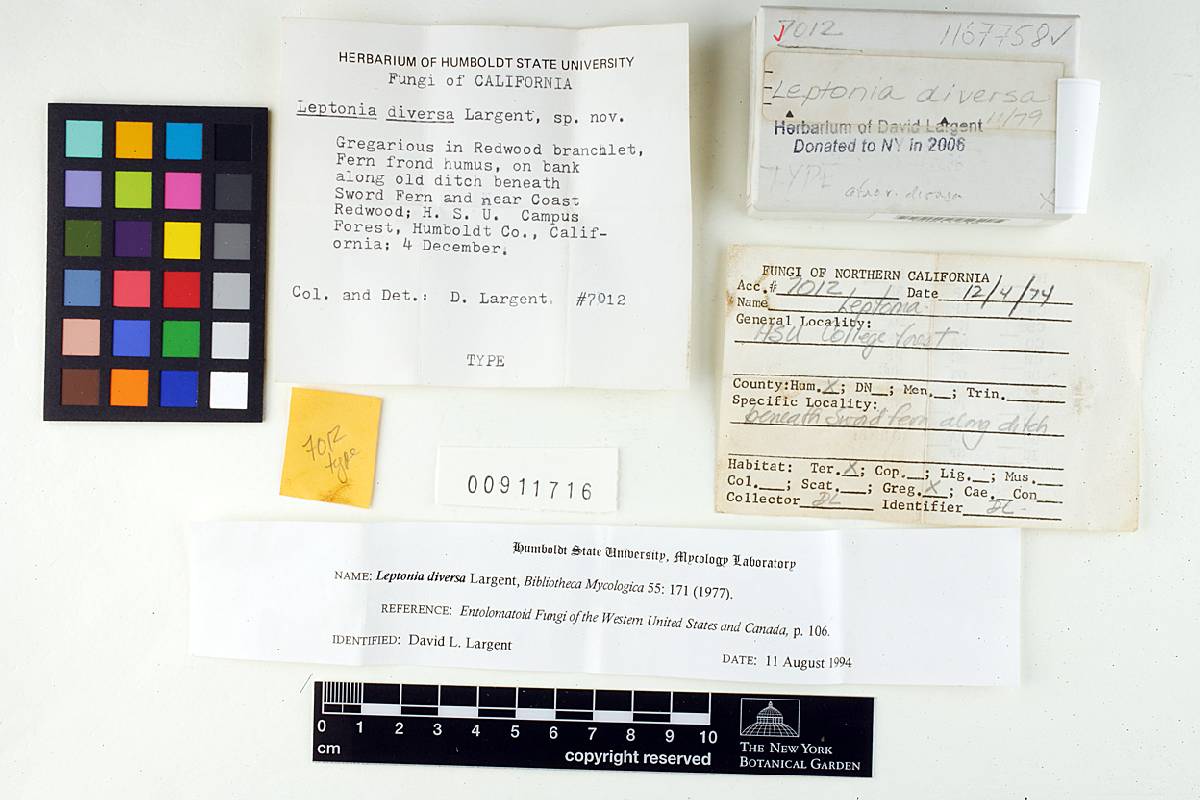 HERBARIUM OF HUMBOLDT STATE UNIVERSITY
Fungi of CALIFORNIA
Leptonia diversa Largent, sp. nov.
Gregarious in Redwood branchlet,
Fern frond humus, on bank
along old ditch beneath
Sword Fern and near Coast
Redwood; H. S. U. Campus
Forest, Humboldt Co., Calif-
ornia; 4 December.
Col. and Det.: D. Largent, #7012
TYPE
7012 1167758✓
Leptonia diversa
11/79
Herbarium of David Largent
Donated to NY in 2006
TYPE
FUNGI OF NORTHERN CALIFORNIA
Acc.# 7012 Date 12/4/74
Name Leptonia
General Locality:
HSU College forest
County: Hum. X; DN__; Men.__; Trin.
Specific Locality:
beneath Sword fern along ditch
Habitat: Ter. X; Cop.__; Lig.__; Mus.__
Col.__; Scat.__; Greg. X; Cae.__ Con__
Collector DL Identifier DL
7012
type
00911716
Humboldt State University, Mycology Laboratory
NAME: Leptonia diversa Largent, Bibliotheca Mycologica 55: 171 (1977).
REFERENCE: Entolomatoid Fungi of the Western United States and Canada, p. 106.
IDENTIFIED: David L. Largent
DATE: 11 August 1994
0 1 2 3 4 5 6 7 8 9 10
cm
copyright reserved
THE NEW YORK
BOTANICAL GARDEN